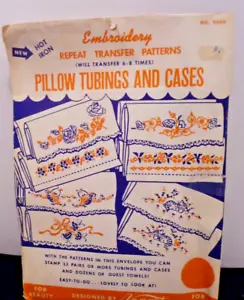 Embroidery
NEW
HOT
IRON
REPEAT TRANSFER PATTERNS
(WILL TRANSFER 6-8 TIMES)
PILLOW TUBINGS AND CASES
WITH THE PATTERNS IN THIS ENVELOPE YOU CAN
STAMP 13 PAIRS OR MORE TUBINGS AND CASES
AND DOZENS OF GUEST TOWELS!
EASY-TO-DO . . . LOVELY TO LOOK AT!
FOR
BEAUTY
DESIGNED BY
FOR